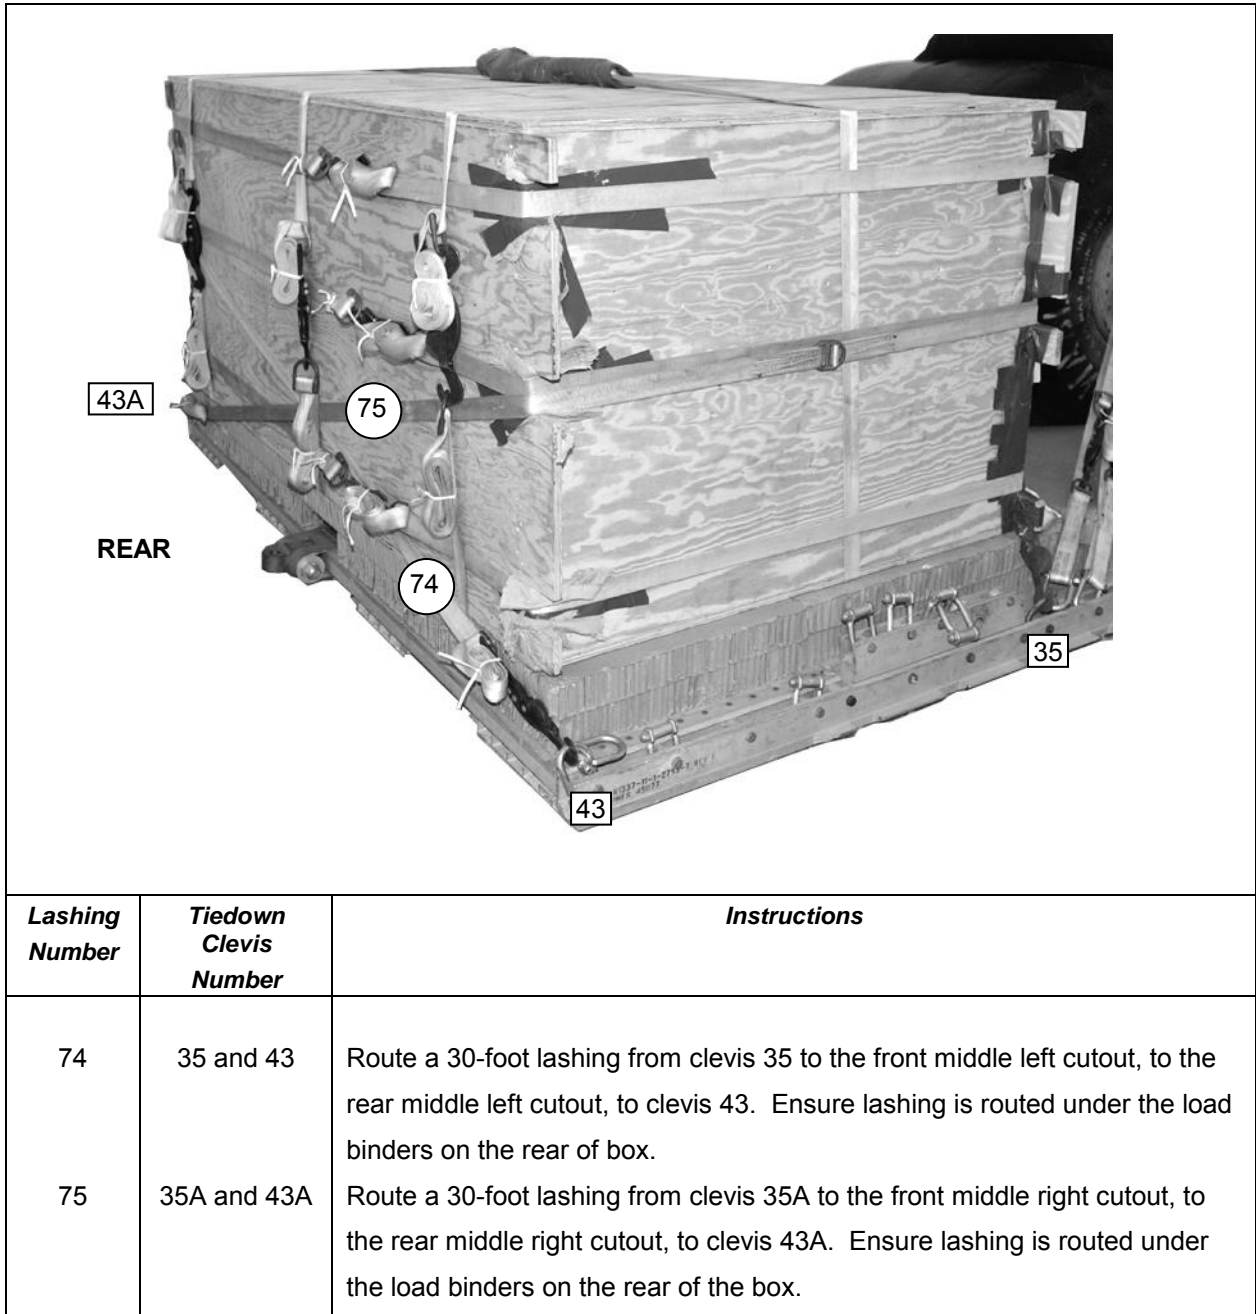 43A
75
REAR
74
35
43
Lashing Number
Tiedown Clevis Number
Instructions
74
35 and 43
Route a 30-foot lashing from clevis 35 to the front middle left cutout, to the
rear middle left cutout, to clevis 43.  Ensure lashing is routed under the load
binders on the rear of box.
75
35A and 43A
Route a 30-foot lashing from clevis 35A to the front middle right cutout, to
the rear middle right cutout, to clevis 43A.  Ensure lashing is routed under
the load binders on the rear of the box.